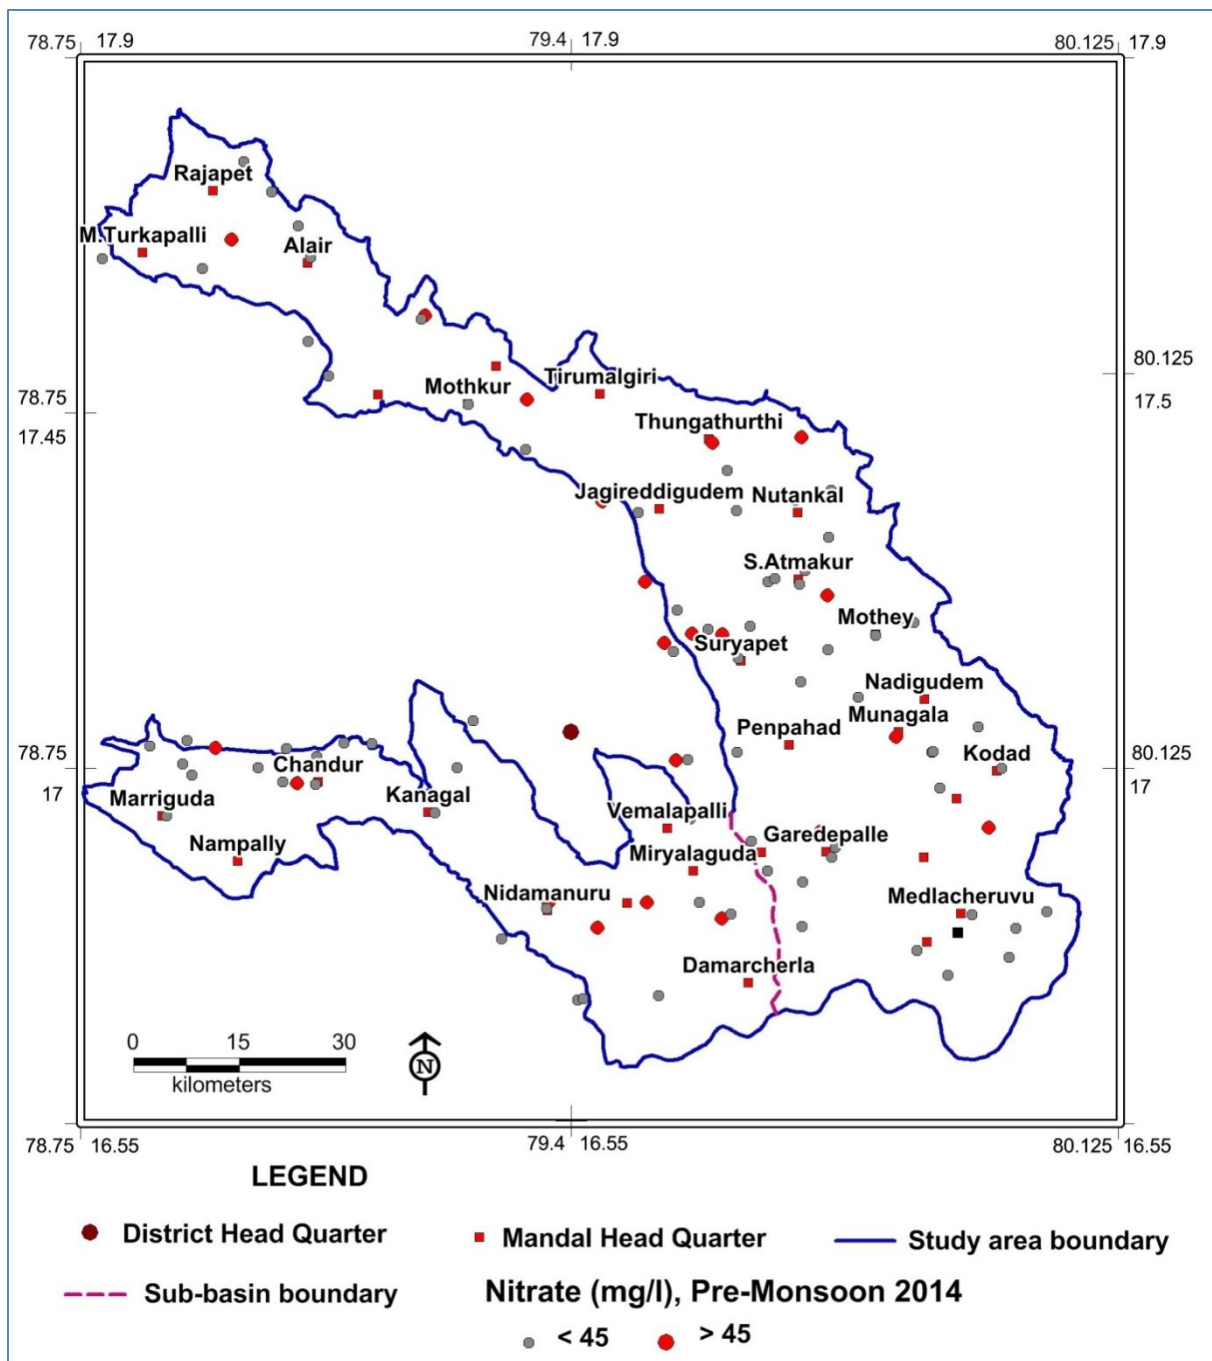 78.75 17.9
79.4 17.9
80.125 17.9
Rajapet
M.Turkapalli
Alair
80.125
17.5
78.75
17.45
Mothkur
Tirumalgiri
Thungathurthi
Jagireddigudem
Nutankal
S.Atmakur
Mothey
Suryapet
Nadigudem
Munagala
Penpahad
Kodad
78.75
17
80.125
17
Chandur
Kanagal
Marriguda
Nampally
Vemalapalli
Garedepalle
Miryalaguda
Nidamanuru
Medlacheruvu
Damarcherla
0 15 30
kilometers
N
78.75 16.55
79.4 16.55
80.125 16.55
LEGEND
District Head Quarter
Mandal Head Quarter
Study area boundary
Sub-basin boundary
Nitrate (mg/l), Pre-Monsoon 2014
< 45
> 45